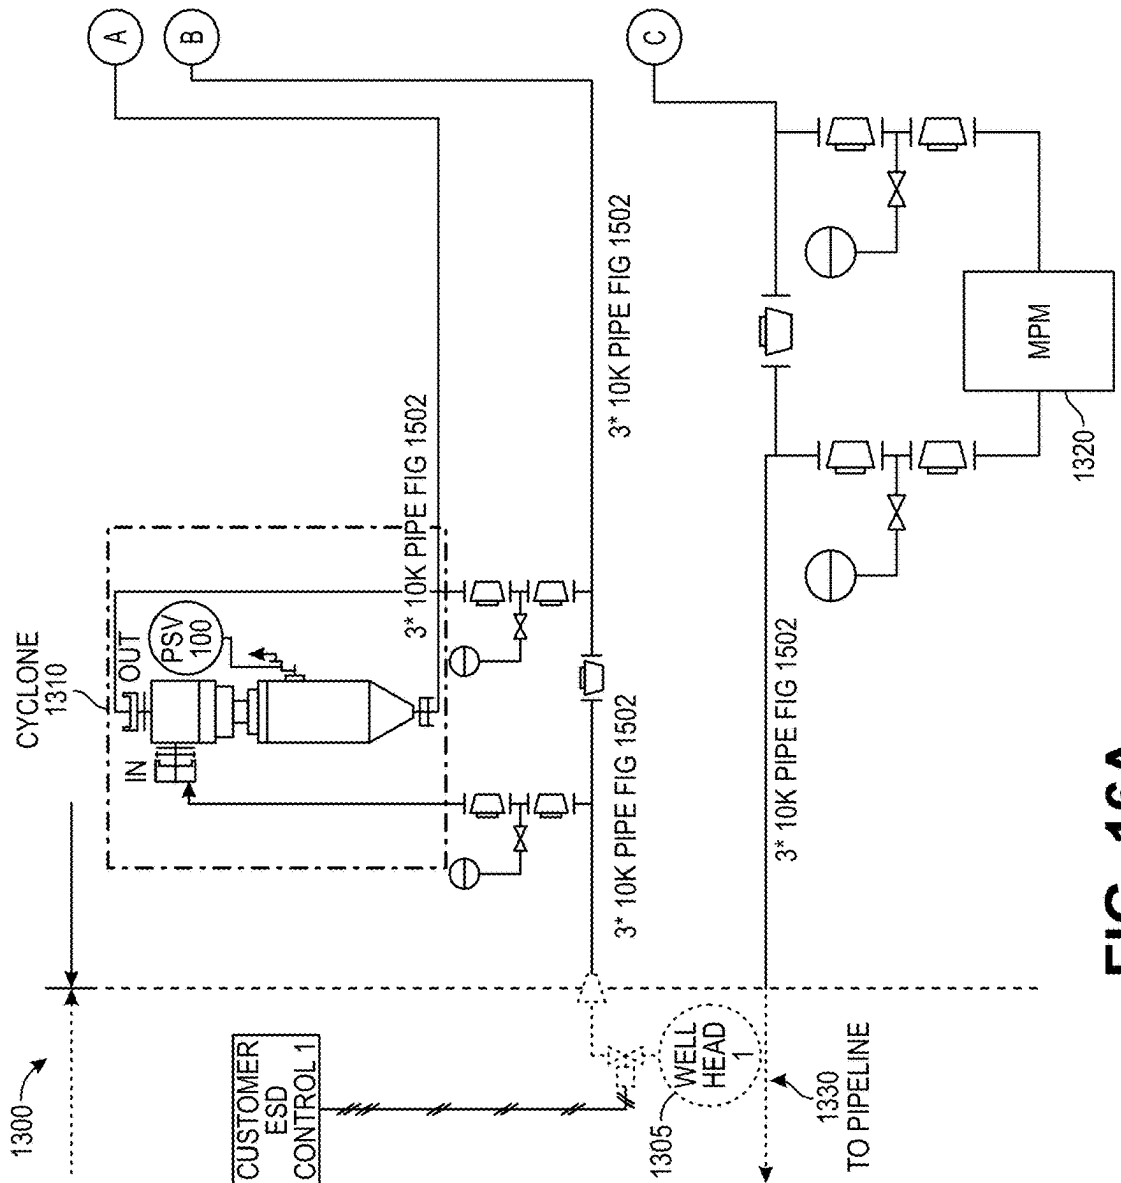 A
B
C
CYCLONE
1310
OUT
PSV
100
IN
3* 10K PIPE FIG 1502
3* 10K PIPE FIG 1502
3* 10K PIPE FIG 1502
3* 10K PIPE FIG 1502
MPM
1320
1300
CUSTOMER
ESD
CONTROL 1
WELL
HEAD
1
1305
1330
TO PIPELINE